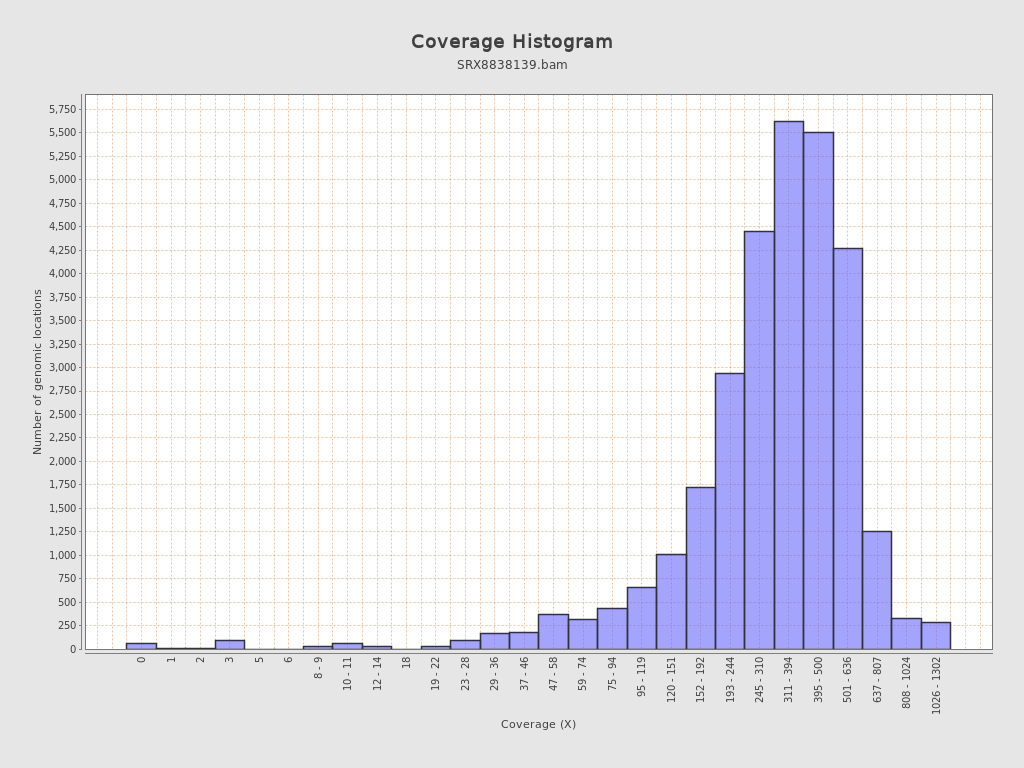 Coverage Histogram
SRX8838139.bam
5,750
5,500
5,250
5,000
4,750
4,500
4,250
4,000
3,750
3,500
3,250
3,000
2,750
2,500
2,250
2,000
1,750
1,500
1,250
1,000
750
500
250
0
Number of genomic locations
0
1
2
3
5
6
8 - 9
10 - 11
12 - 14
18
19 - 22
23 - 28
29 - 36
37 - 46
47 - 58
59 - 74
75 - 94
95 - 119
120 - 151
152 - 192
193 - 244
245 - 310
311 - 394
395 - 500
501 - 636
637 - 807
808 - 1024
1026 - 1302
Coverage (X)